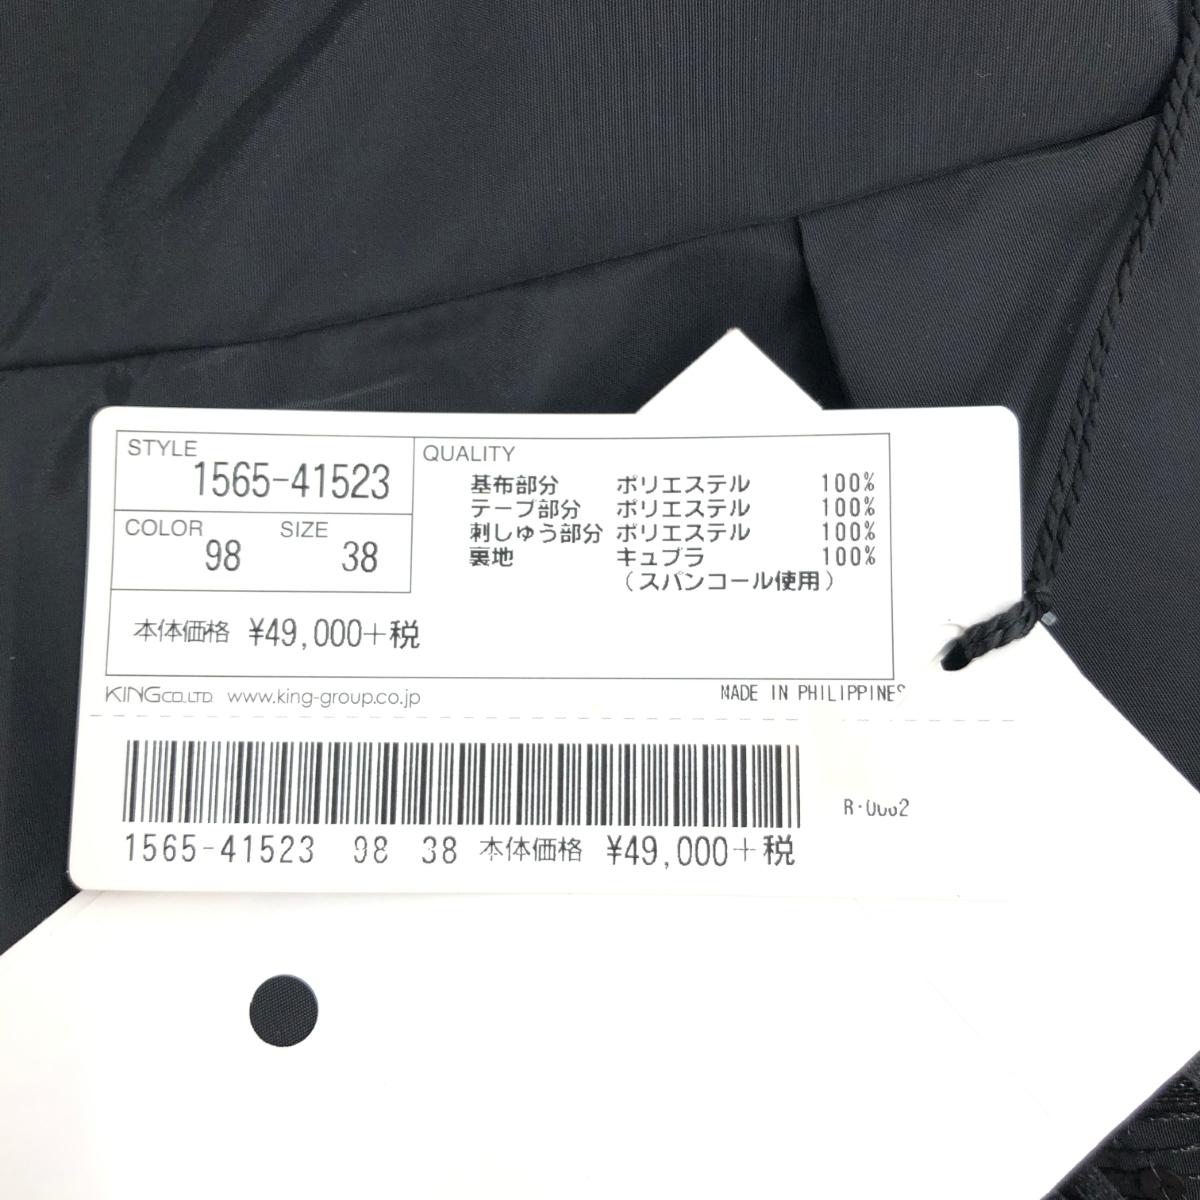 STYLE
1565-41523
COLOR 98 SIZE 38
QUALITY
基布部分 ポリエステル 100%
テープ部分 ポリエステル 100%
刺しゅう部分 ポリエステル 100%
裏地 キュプラ 100%
(スパンコール使用)
本体価格 ¥49,000+税
KING CO.,LTD. www.king-group.co.jp
MADE IN PHILIPPINES
1565-41523 98 38 本体価格 ¥49,000+税